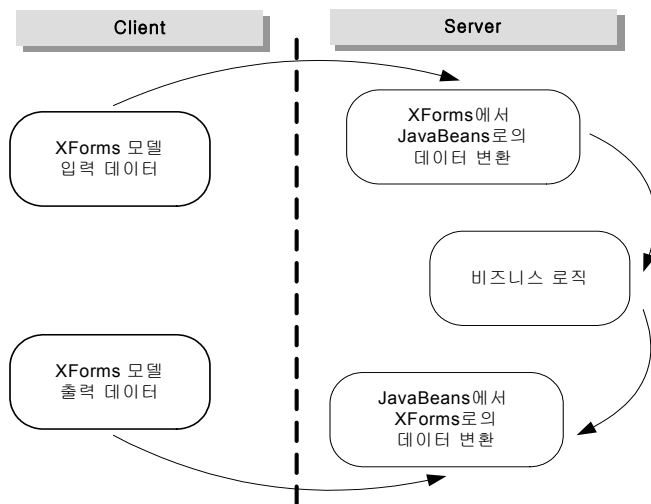 Client
Server
XForms 모델
입력 데이터
XForms에서
JavaBeans로의
데이터 변환
비즈니스 로직
XForms 모델
출력 데이터
JavaBeans에서
XForms로의
데이터 변환